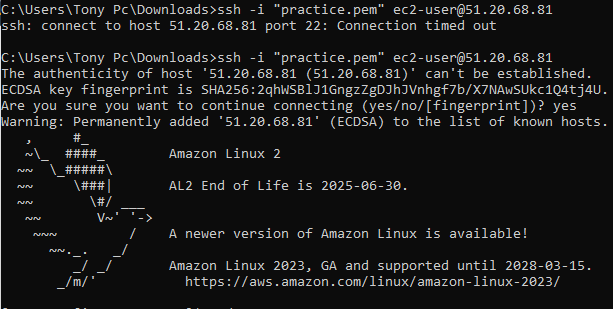 C:\Users\Tony Pc\Downloads>ssh -i "practice.pem" ec2-user@51.20.68.81
ssh: connect to host 51.20.68.81 port 22: Connection timed out

C:\Users\Tony Pc\Downloads>ssh -i "practice.pem" ec2-user@51.20.68.81
The authenticity of host '51.20.68.81 (51.20.68.81)' can't be established.
ECDSA key fingerprint is SHA256:2qhWSBlJ1GngzZgDJhJVnhgf7b/X7NAwSUkc1Q4tj4U.
Are you sure you want to continue connecting (yes/no/[fingerprint])? yes
Warning: Permanently added '51.20.68.81' (ECDSA) to the list of known hosts.
   ,     #_
   ~\_  ####_        Amazon Linux 2
  ~~  \_#####\
  ~~     \###|       AL2 End of Life is 2025-06-30.
  ~~       \#/ ___
   ~~       V~' '->
    ~~~         /    A newer version of Amazon Linux is available!
      ~~._.   _/
         _/ _/       Amazon Linux 2023, GA and supported until 2028-03-15.
       _/m/'           https://aws.amazon.com/linux/amazon-linux-2023/